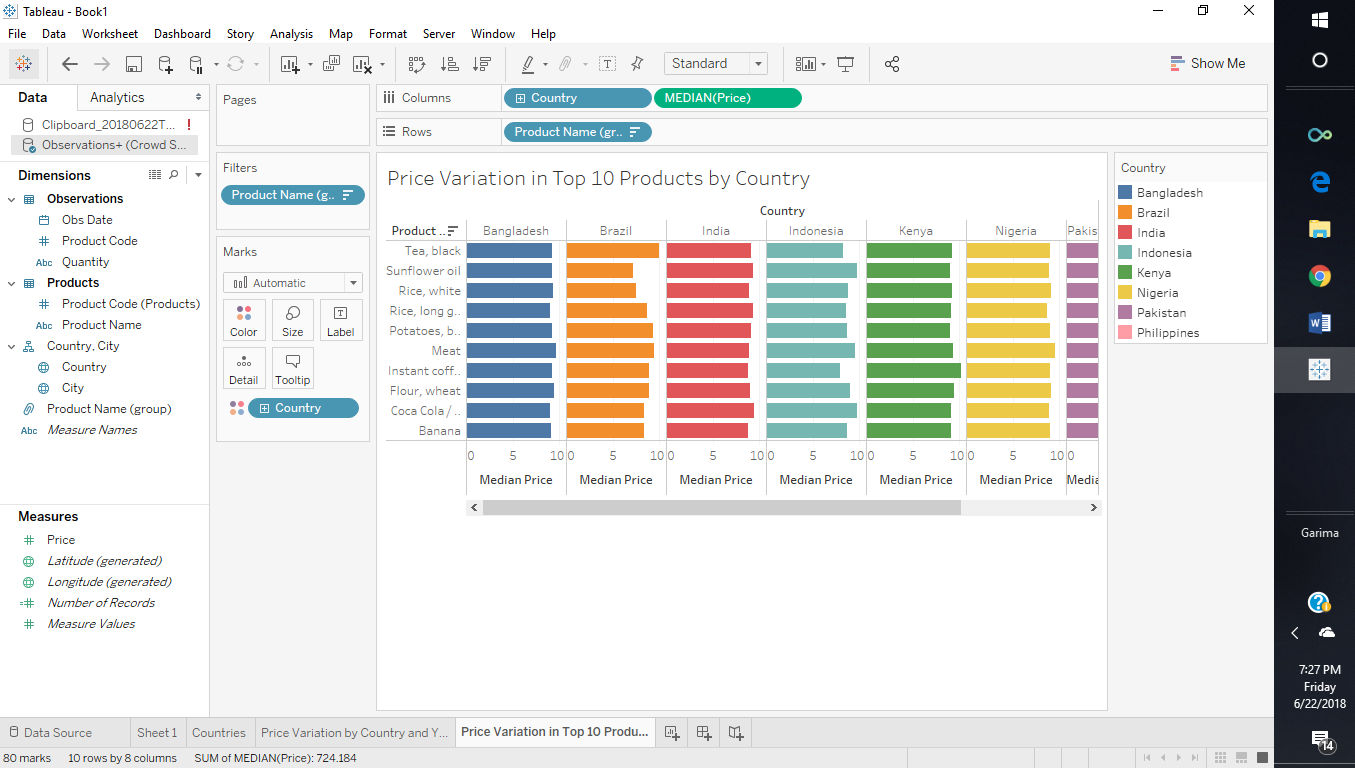 Tableau - Book1
File Data Worksheet Dashboard Story Analysis Map Format Server Window Help
Standard
Show Me
Data Analytics
Clipboard_20180622T... !
Observations+ (Crowd S...
Dimensions
Observations
Obs Date
Product Code
Abc Quantity
Products
Product Code (Products)
Abc Product Name
Country, City
Country
City
Product Name (group)
Abc Measure Names
Measures
Price
Latitude (generated)
Longitude (generated)
Number of Records
Measure Values
Pages
Filters
Product Name (g..
Marks
Automatic
Color Size Label
Detail Tooltip
Country
Columns Country MEDIAN(Price)
Rows Product Name (gr..
Price Variation in Top 10 Products by Country
Country
Product .. Bangladesh Brazil India Indonesia Kenya Nigeria Pakis
Tea, black
Sunflower oil
Rice, white
Rice, long g..
Potatoes, b..
Meat
Instant coff..
Flour, wheat
Coca Cola / ..
Banana
0 5 10 0 5 10 0 5 10 0 5 10 0 5 10 0 5 10 0
Median Price Median Price Median Price Median Price Median Price Median Price Media
Country
Bangladesh
Brazil
India
Indonesia
Kenya
Nigeria
Pakistan
Philippines
Data Source Sheet 1 Countries Price Variation by Country and Y... Price Variation in Top 10 Produ...
80 marks 10 rows by 8 columns SUM of MEDIAN(Price): 724.184
Garima
7:27 PM
Friday
6/22/2018
14